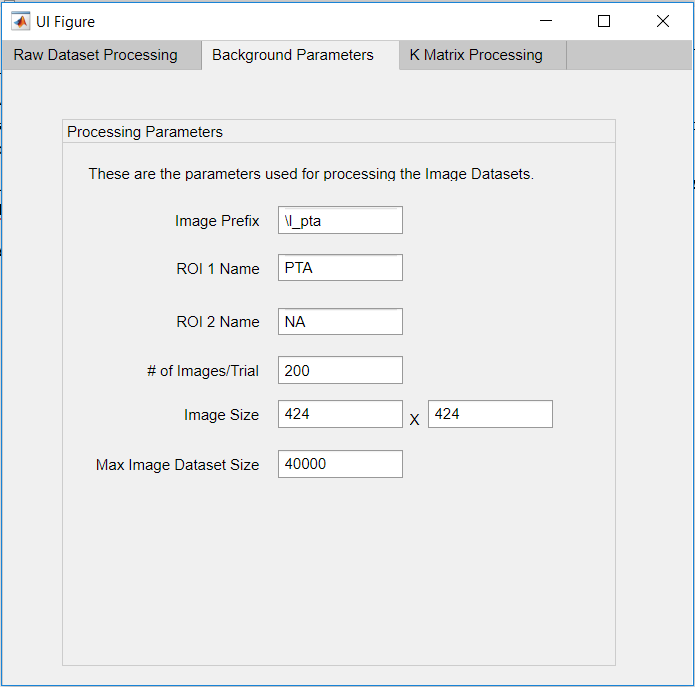 UI Figure
Raw Dataset Processing Background Parameters K Matrix Processing
Processing Parameters
These are the parameters used for processing the Image Datasets.
Image Prefix \I_pta
ROI 1 Name PTA
ROI 2 Name NA
# of Images/Trial 200
Image Size 424 X 424
Max Image Dataset Size 40000